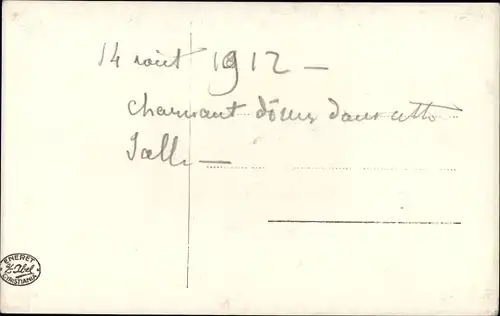 14 août 1912 —
charmant dîner dans cette
Salle —
ENERET
Abel
CHRISTIANIA